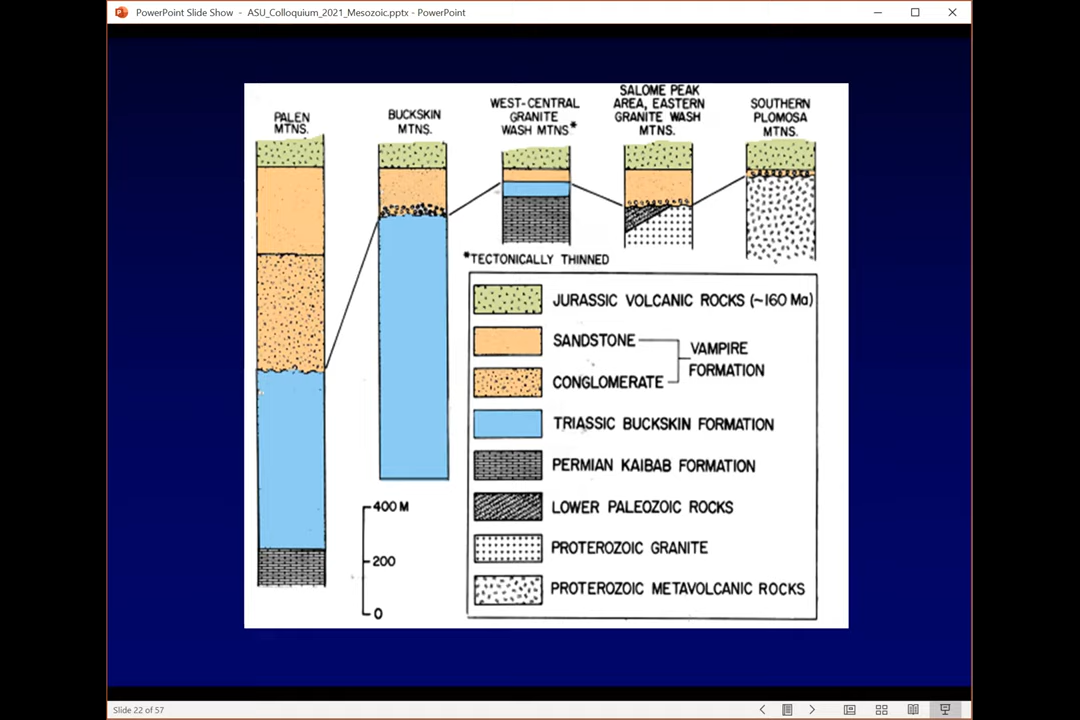 PowerPoint Slide Show - ASU_Colloquium_2021_Mesozoic.pptx - PowerPoint
PALEN
MTNS.
BUCKSKIN
MTNS.
WEST-CENTRAL
GRANITE
WASH MTNS*
SALOME PEAK
AREA, EASTERN
GRANITE WASH
MTNS.
SOUTHERN
PLOMOSA
MTNS.
*TECTONICALLY THINNED
JURASSIC VOLCANIC ROCKS (~160 Ma)
SANDSTONE
CONGLOMERATE
VAMPIRE
FORMATION
TRIASSIC BUCKSKIN FORMATION
PERMIAN KAIBAB FORMATION
LOWER PALEOZOIC ROCKS
PROTEROZOIC GRANITE
PROTEROZOIC METAVOLCANIC ROCKS
400 M
200
0
Slide 22 of 57